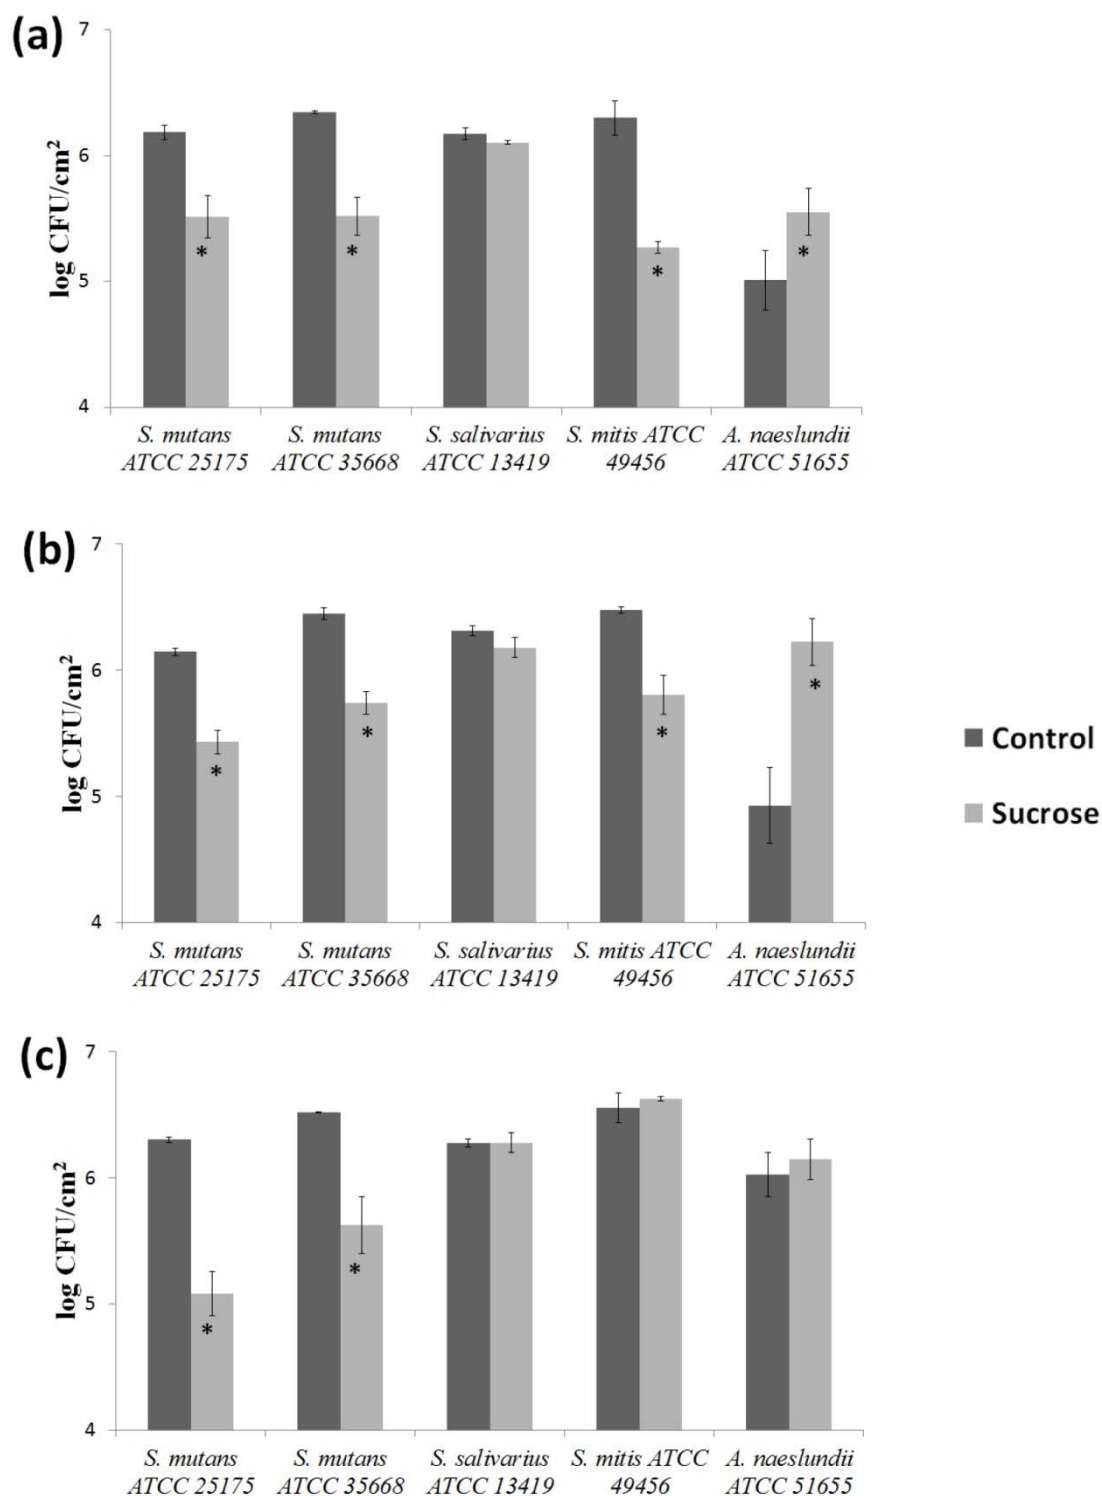 (a)
7
6
5
4
log CFU/cm²
*
*
*
*
S. mutans ATCC 25175
S. mutans ATCC 35668
S. salivarius ATCC 13419
S. mitis ATCC 49456
A. naeslundii ATCC 51655
(b)
7
6
5
4
log CFU/cm²
*
*
*
*
S. mutans ATCC 25175
S. mutans ATCC 35668
S. salivarius ATCC 13419
S. mitis ATCC 49456
A. naeslundii ATCC 51655
Control
Sucrose
(c)
7
6
5
4
log CFU/cm²
*
*
S. mutans ATCC 25175
S. mutans ATCC 35668
S. salivarius ATCC 13419
S. mitis ATCC 49456
A. naeslundii ATCC 51655